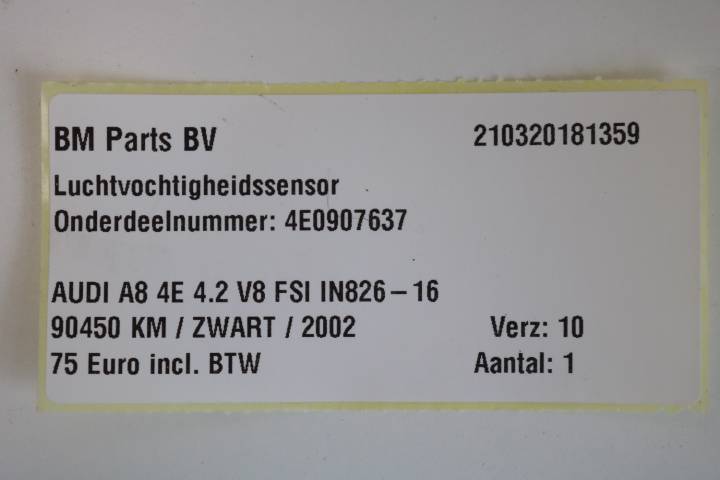 BM Parts BV 210320181359
Luchtvochtigheidssensor
Onderdeelnummer: 4E0907637
AUDI A8 4E 4.2 V8 FSI IN826-16
90450 KM / ZWART / 2002 Verz: 10
75 Euro incl. BTW Aantal: 1